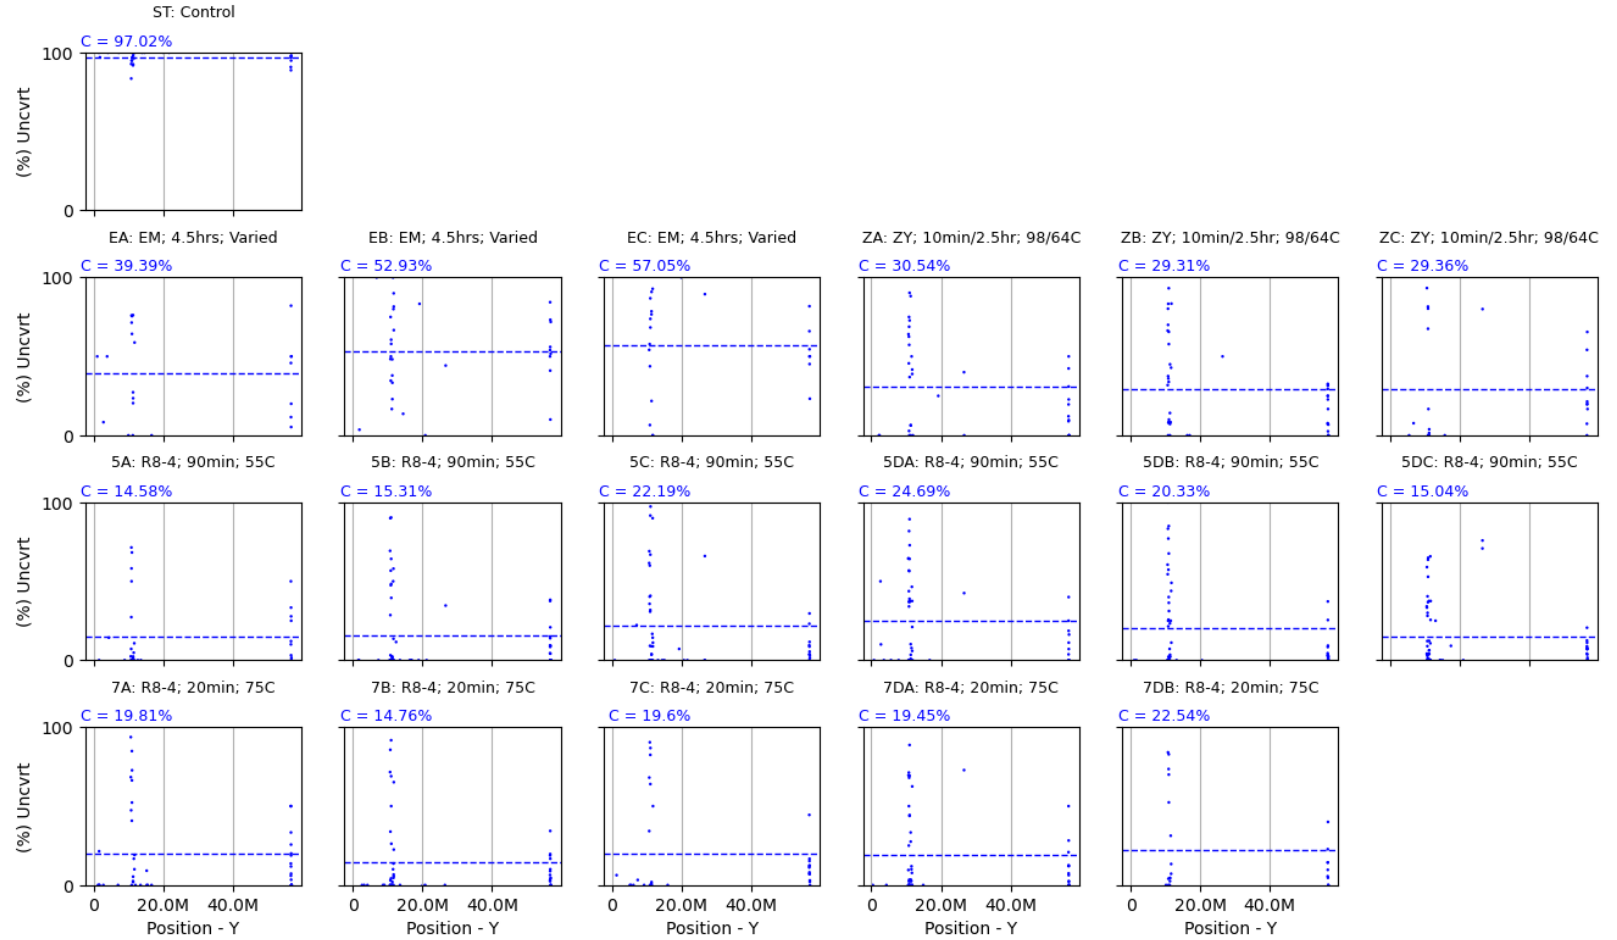 ST: Control
C = 97.02%
100
(%) Uncvrt
0
EA: EM; 4.5hrs; Varied
EB: EM; 4.5hrs; Varied
EC: EM; 4.5hrs; Varied
ZA: ZY; 10min/2.5hr; 98/64C
ZB: ZY; 10min/2.5hr; 98/64C
ZC: ZY; 10min/2.5hr; 98/64C
C = 39.39%
C = 52.93%
C = 57.05%
C = 30.54%
C = 29.31%
C = 29.36%
100
(%) Uncvrt
0
5A: R8-4; 90min; 55C
5B: R8-4; 90min; 55C
5C: R8-4; 90min; 55C
5DA: R8-4; 90min; 55C
5DB: R8-4; 90min; 55C
5DC: R8-4; 90min; 55C
C = 14.58%
C = 15.31%
C = 22.19%
C = 24.69%
C = 20.33%
C = 15.04%
100
(%) Uncvrt
0
7A: R8-4; 20min; 75C
7B: R8-4; 20min; 75C
7C: R8-4; 20min; 75C
7DA: R8-4; 20min; 75C
7DB: R8-4; 20min; 75C
C = 19.81%
C = 14.76%
C = 19.6%
C = 19.45%
C = 22.54%
100
(%) Uncvrt
0
0 20.0M 40.0M
0 20.0M 40.0M
0 20.0M 40.0M
0 20.0M 40.0M
0 20.0M 40.0M
Position - Y
Position - Y
Position - Y
Position - Y
Position - Y